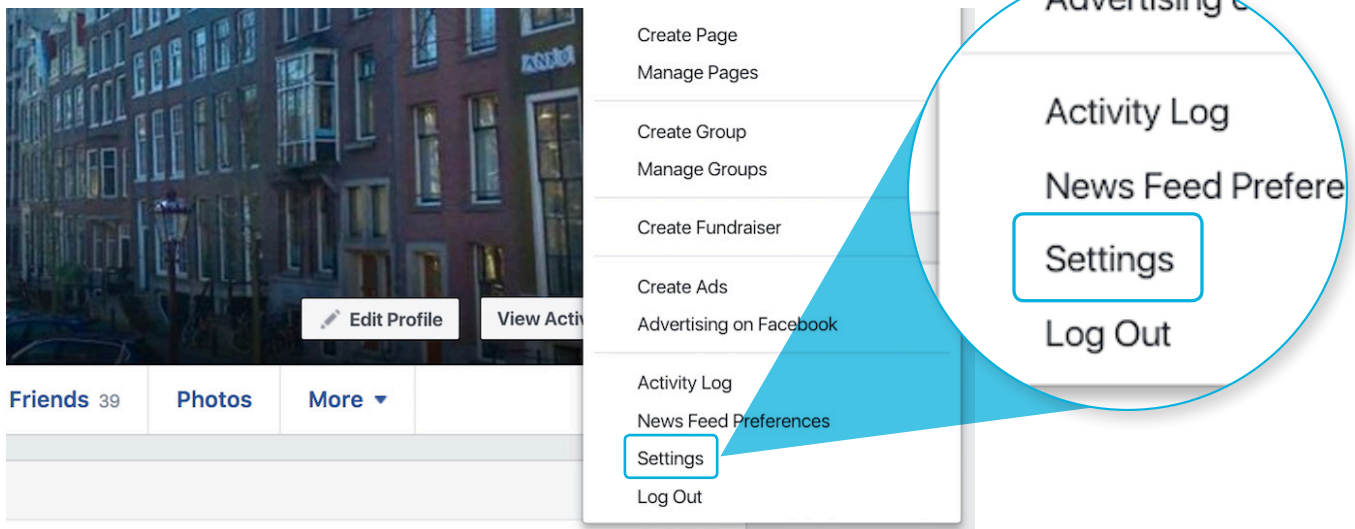 ANNO
Edit Profile
View Activ
Friends 39
Photos
More
Create Page
Manage Pages
Create Group
Manage Groups
Create Fundraiser
Create Ads
Advertising on Facebook
Activity Log
News Feed Preferences
Settings
Log Out
Advertising o
Activity Log
News Feed Prefere
Settings
Log Out